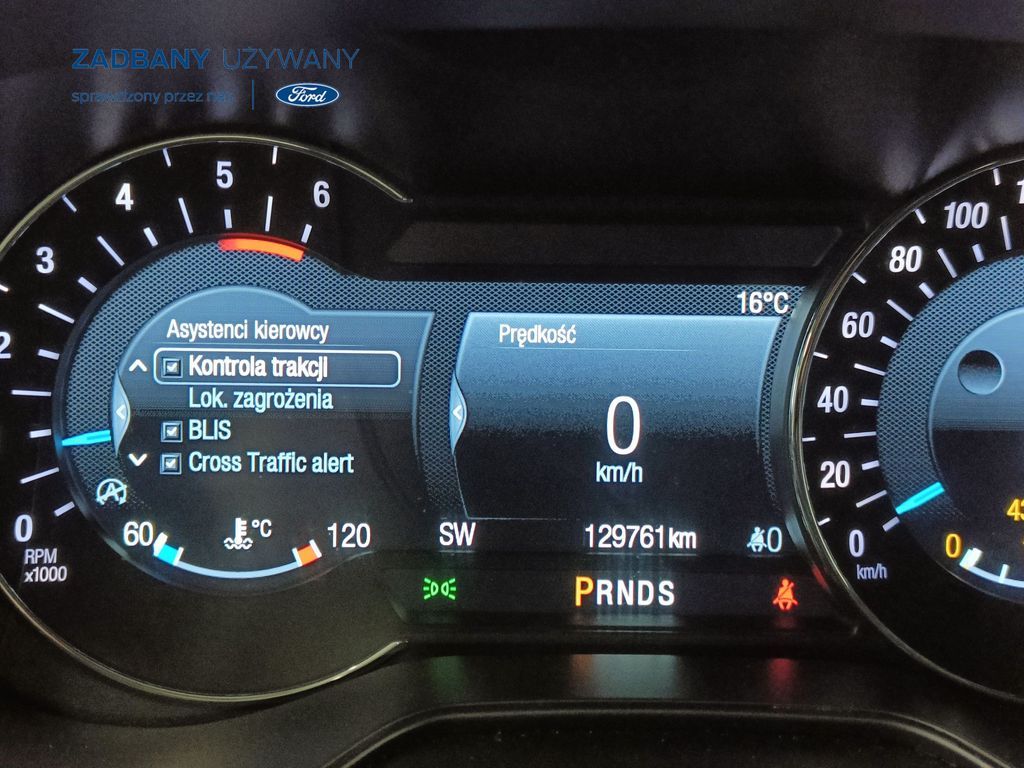 ZADBANY UŻYWANY
sprawdzony przez nas
Ford
0
2
3
4
5
6
RPM
x1000
Asystenci kierowcy
Kontrola trakcji
Lok. zagrożenia
BLIS
Cross Traffic alert
60
°C
120
16°C
Prędkość
0
km/h
SW
129761 km
0
PRNDS
0
20
40
60
80
100
km/h
0